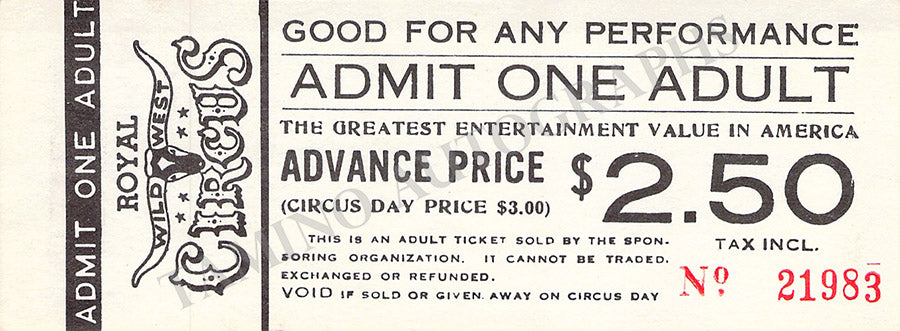 ADMIT ONE ADULT
ROYAL
WILD WEST
CIRCUS
GOOD FOR ANY PERFORMANCE
ADMIT ONE ADULT
THE GREATEST ENTERTAINMENT VALUE IN AMERICA
ADVANCE PRICE $2.50
(CIRCUS DAY PRICE $3.00)
TAX INCL.
THIS IS AN ADULT TICKET SOLD BY THE SPON-
SORING ORGANIZATION. IT CANNOT BE TRADED,
EXCHANGED OR REFUNDED.
VOID IF SOLD OR GIVEN AWAY ON CIRCUS DAY
No 21983
TAMINO AUTOGRAPHS